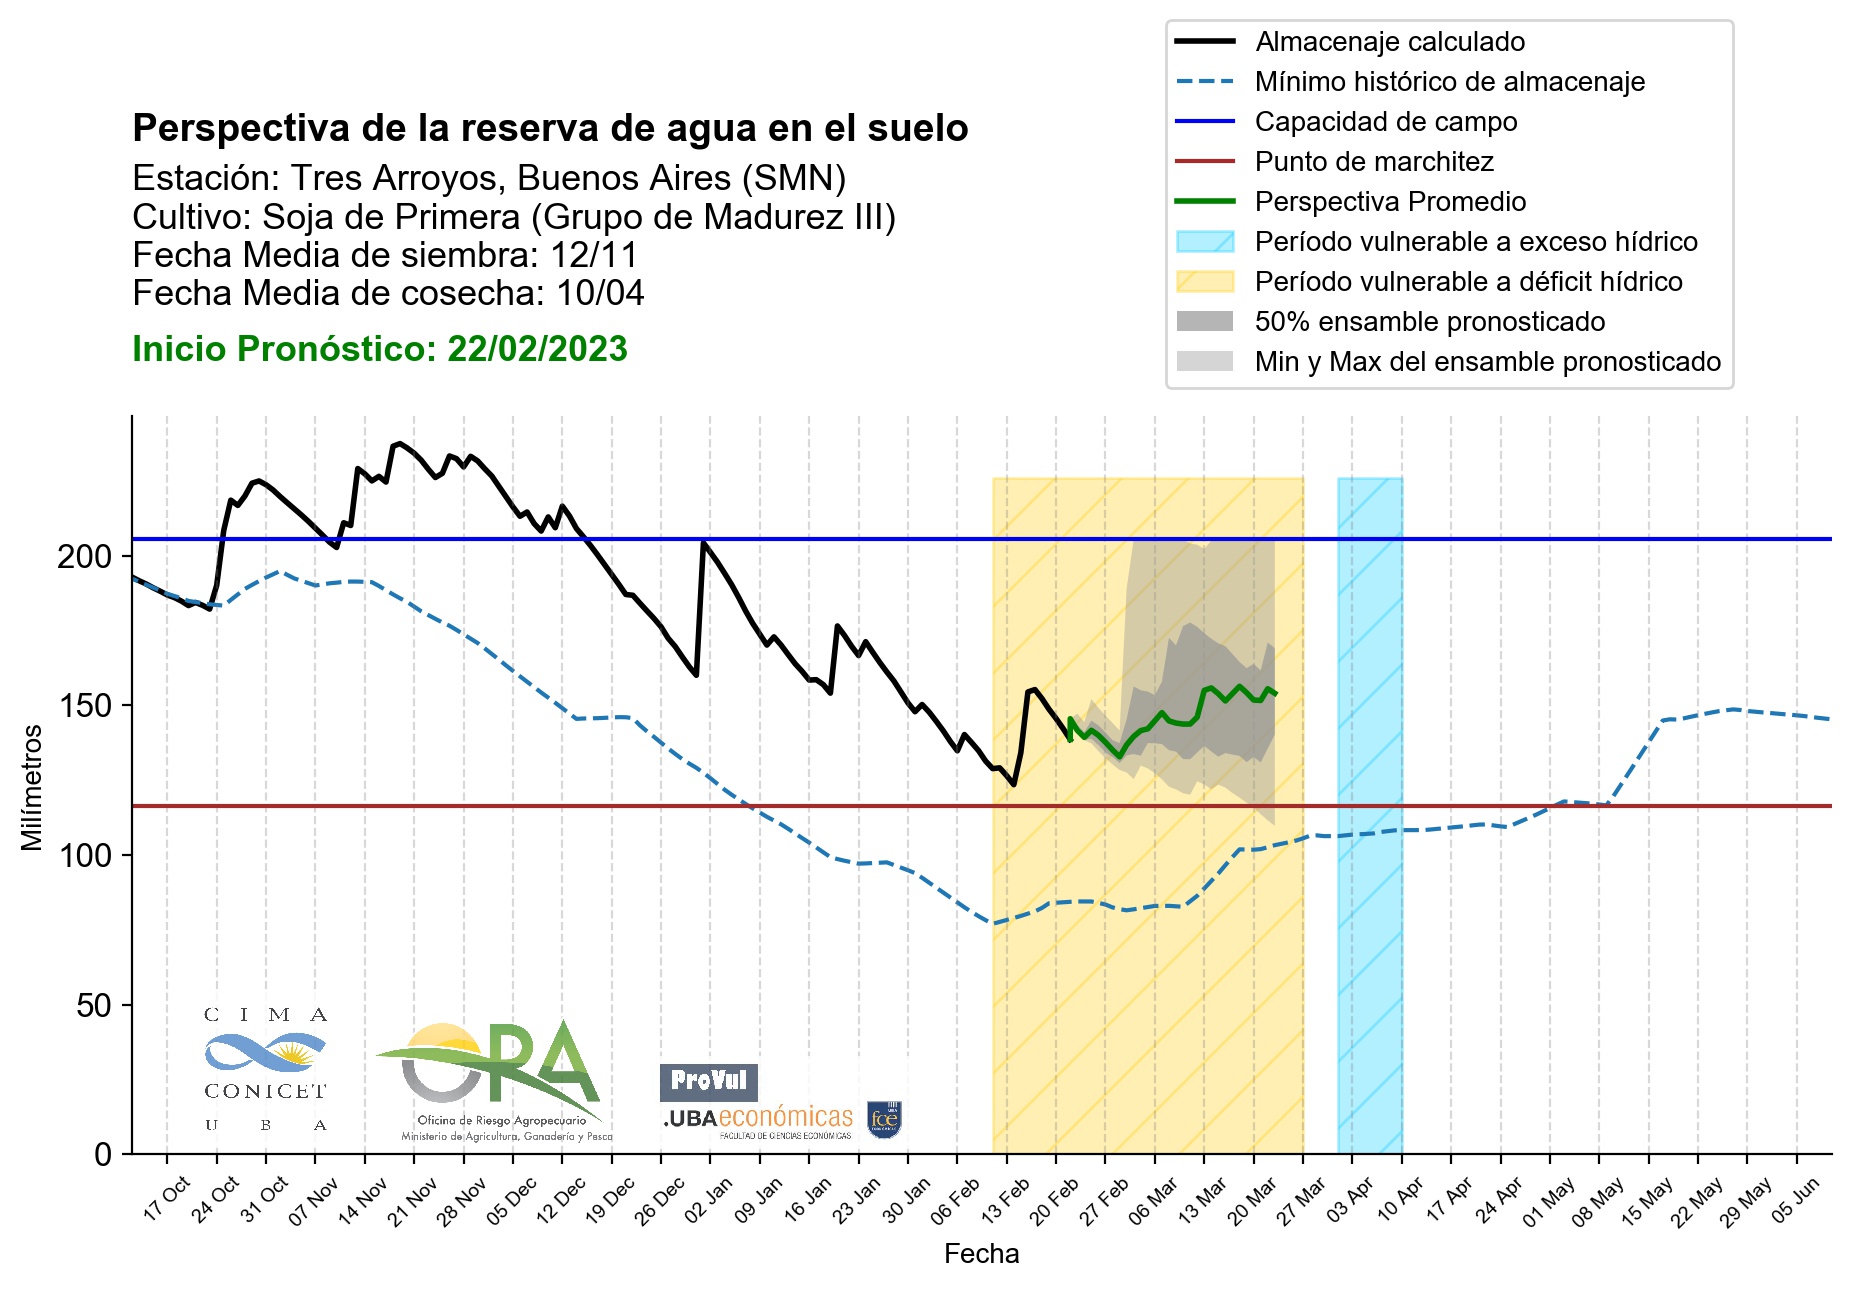 Almacenaje calculado
Mínimo histórico de almacenaje
Capacidad de campo
Punto de marchitez
Perspectiva Promedio
Período vulnerable a exceso hídrico
Período vulnerable a déficit hídrico
50% ensamble pronosticado
Min y Max del ensamble pronosticado
Perspectiva de la reserva de agua en el suelo
Estación: Tres Arroyos, Buenos Aires (SMN)
Cultivo: Soja de Primera (Grupo de Madurez III)
Fecha Media de siembra: 12/11
Fecha Media de cosecha: 10/04
Inicio Pronóstico: 22/02/2023
Milímetros
200
150
100
50
0
C I M A
CONICET
U B A
ORA
Oficina de Riesgo Agropecuario
Ministerio de Agricultura, Ganadería y Pesca
ProVul
.UBAeconómicas
FACULTAD DE CIENCIAS ECONÓMICAS
UBA
fce
ECONÓMICAS
17 Oct
24 Oct
31 Oct
07 Nov
14 Nov
21 Nov
28 Nov
05 Dec
12 Dec
19 Dec
26 Dec
02 Jan
09 Jan
16 Jan
23 Jan
30 Jan
06 Feb
13 Feb
20 Feb
27 Feb
06 Mar
13 Mar
20 Mar
27 Mar
03 Apr
10 Apr
17 Apr
24 Apr
01 May
08 May
15 May
22 May
29 May
05 Jun
Fecha